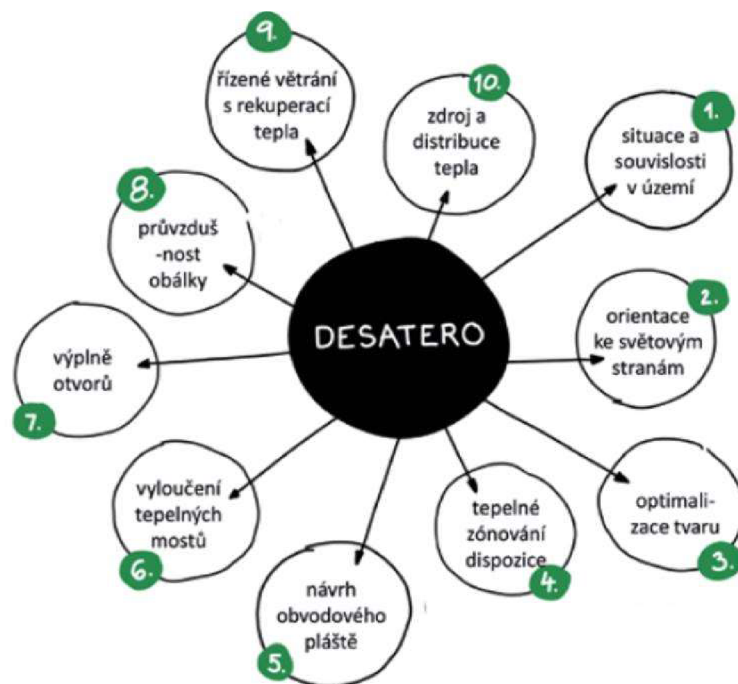 DESATERO
1.
situace a
souvislosti
v území
2.
orientace
ke světovým
stranám
3.
optimali-
zace tvaru
4.
tepelné
zónování
dispozice
5.
návrh
obvodového
pláště
6.
vyloučení
tepelných
mostů
7.
výplně
otvorů
8.
průvzduš
-nost
obálky
9.
řízené větrání
s rekuperací
tepla
10.
zdroj a
distribuce
tepla